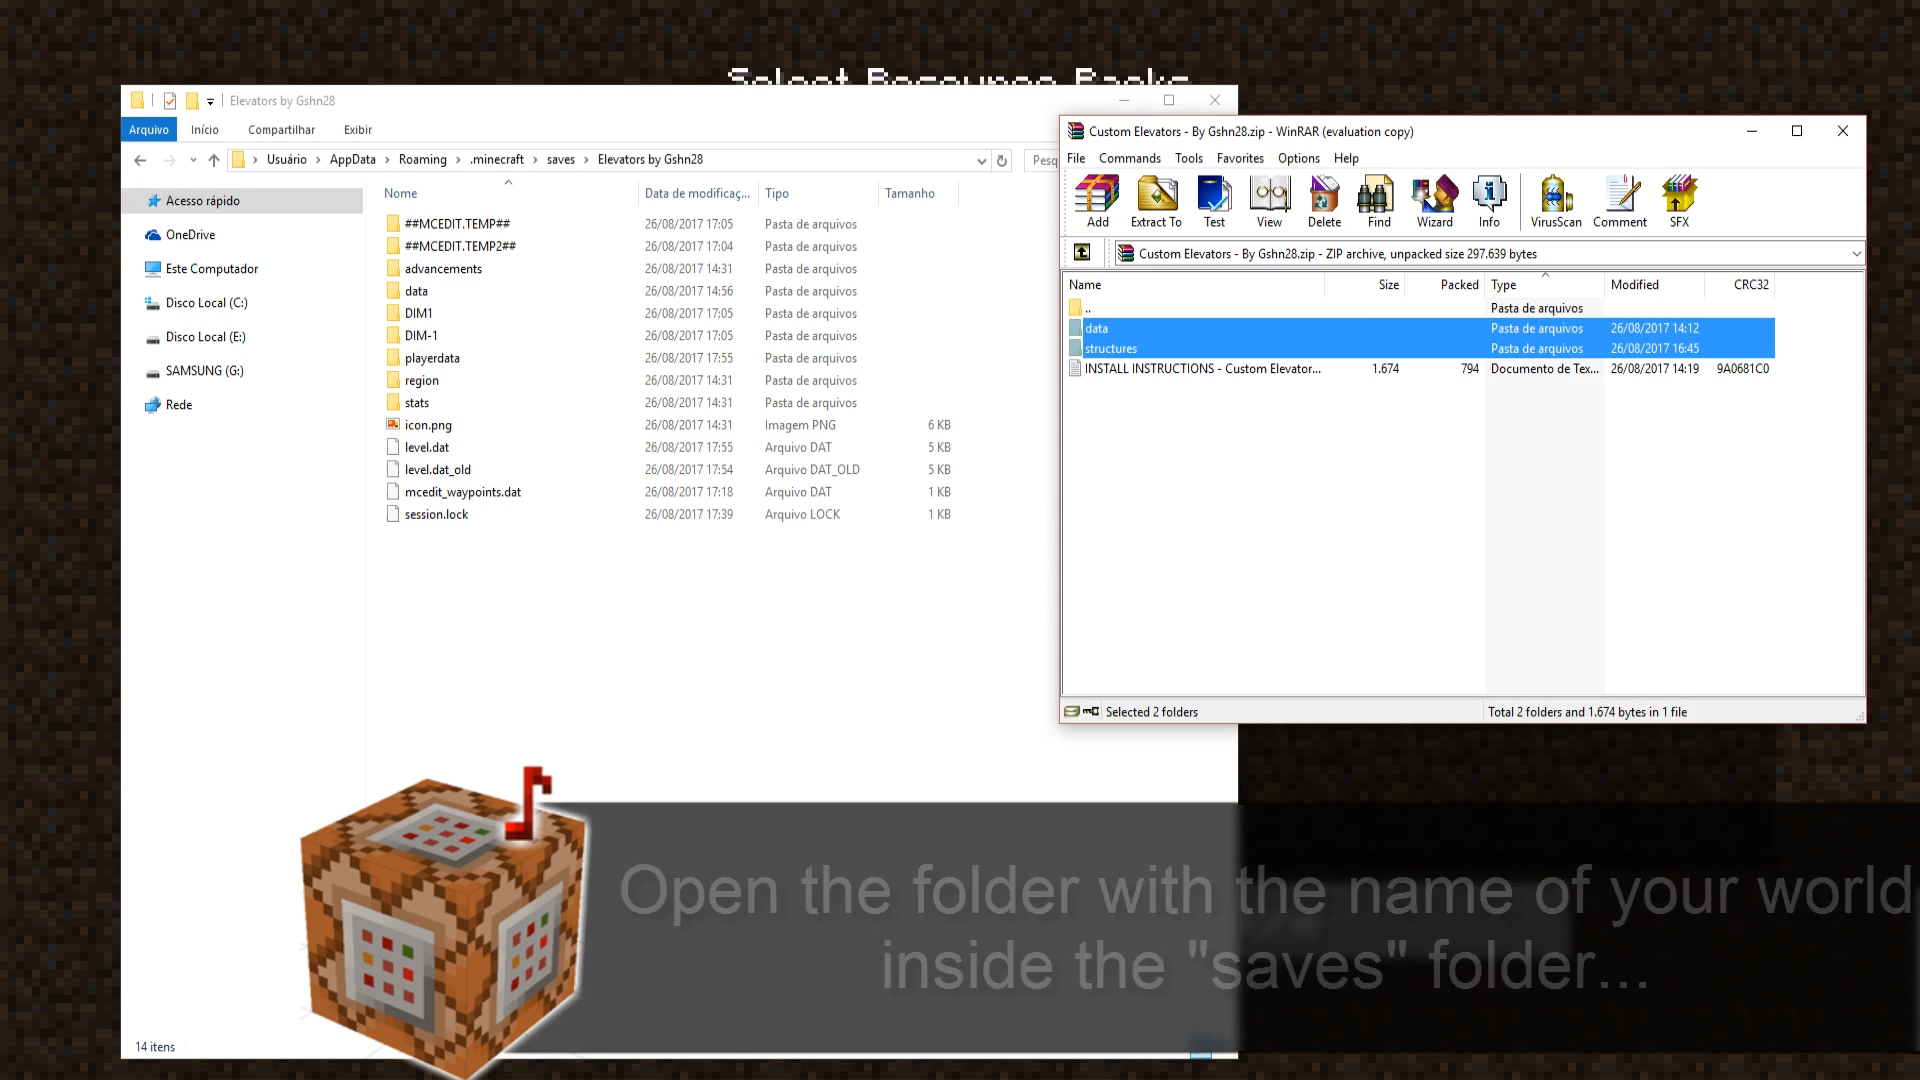 Select Resource Packs
Elevators by Gshn28
Arquivo Início Compartilhar Exibir
Usuário AppData Roaming .minecraft saves Elevators by Gshn28
Pesq
Acesso rápido
OneDrive
Este Computador
Disco Local (C:)
Disco Local (E:)
SAMSUNG (G:)
Rede
Nome Data de modificaç... Tipo Tamanho
##MCEDIT.TEMP## 26/08/2017 17:05 Pasta de arquivos
##MCEDIT.TEMP2## 26/08/2017 17:04 Pasta de arquivos
advancements 26/08/2017 14:31 Pasta de arquivos
data 26/08/2017 14:56 Pasta de arquivos
DIM1 26/08/2017 17:05 Pasta de arquivos
DIM-1 26/08/2017 17:05 Pasta de arquivos
playerdata 26/08/2017 17:55 Pasta de arquivos
region 26/08/2017 14:31 Pasta de arquivos
stats 26/08/2017 14:31 Pasta de arquivos
icon.png 26/08/2017 14:31 Imagem PNG 6 KB
level.dat 26/08/2017 17:55 Arquivo DAT 5 KB
level.dat_old 26/08/2017 17:54 Arquivo DAT_OLD 5 KB
mcedit_waypoints.dat 26/08/2017 17:18 Arquivo DAT 1 KB
session.lock 26/08/2017 17:39 Arquivo LOCK 1 KB
14 itens
Custom Elevators - By Gshn28.zip - WinRAR (evaluation copy)
File Commands Tools Favorites Options Help
Add Extract To Test View Delete Find Wizard Info VirusScan Comment SFX
Custom Elevators - By Gshn28.zip - ZIP archive, unpacked size 297.639 bytes
Name Size Packed Type Modified CRC32
.. Pasta de arquivos
data Pasta de arquivos 26/08/2017 14:12
structures Pasta de arquivos 26/08/2017 16:45
INSTALL INSTRUCTIONS - Custom Elevator... 1.674 794 Documento de Tex... 26/08/2017 14:19 9A0681C0
Selected 2 folders Total 2 folders and 1.674 bytes in 1 file
Open the folder with the name of your world
inside the "saves" folder...